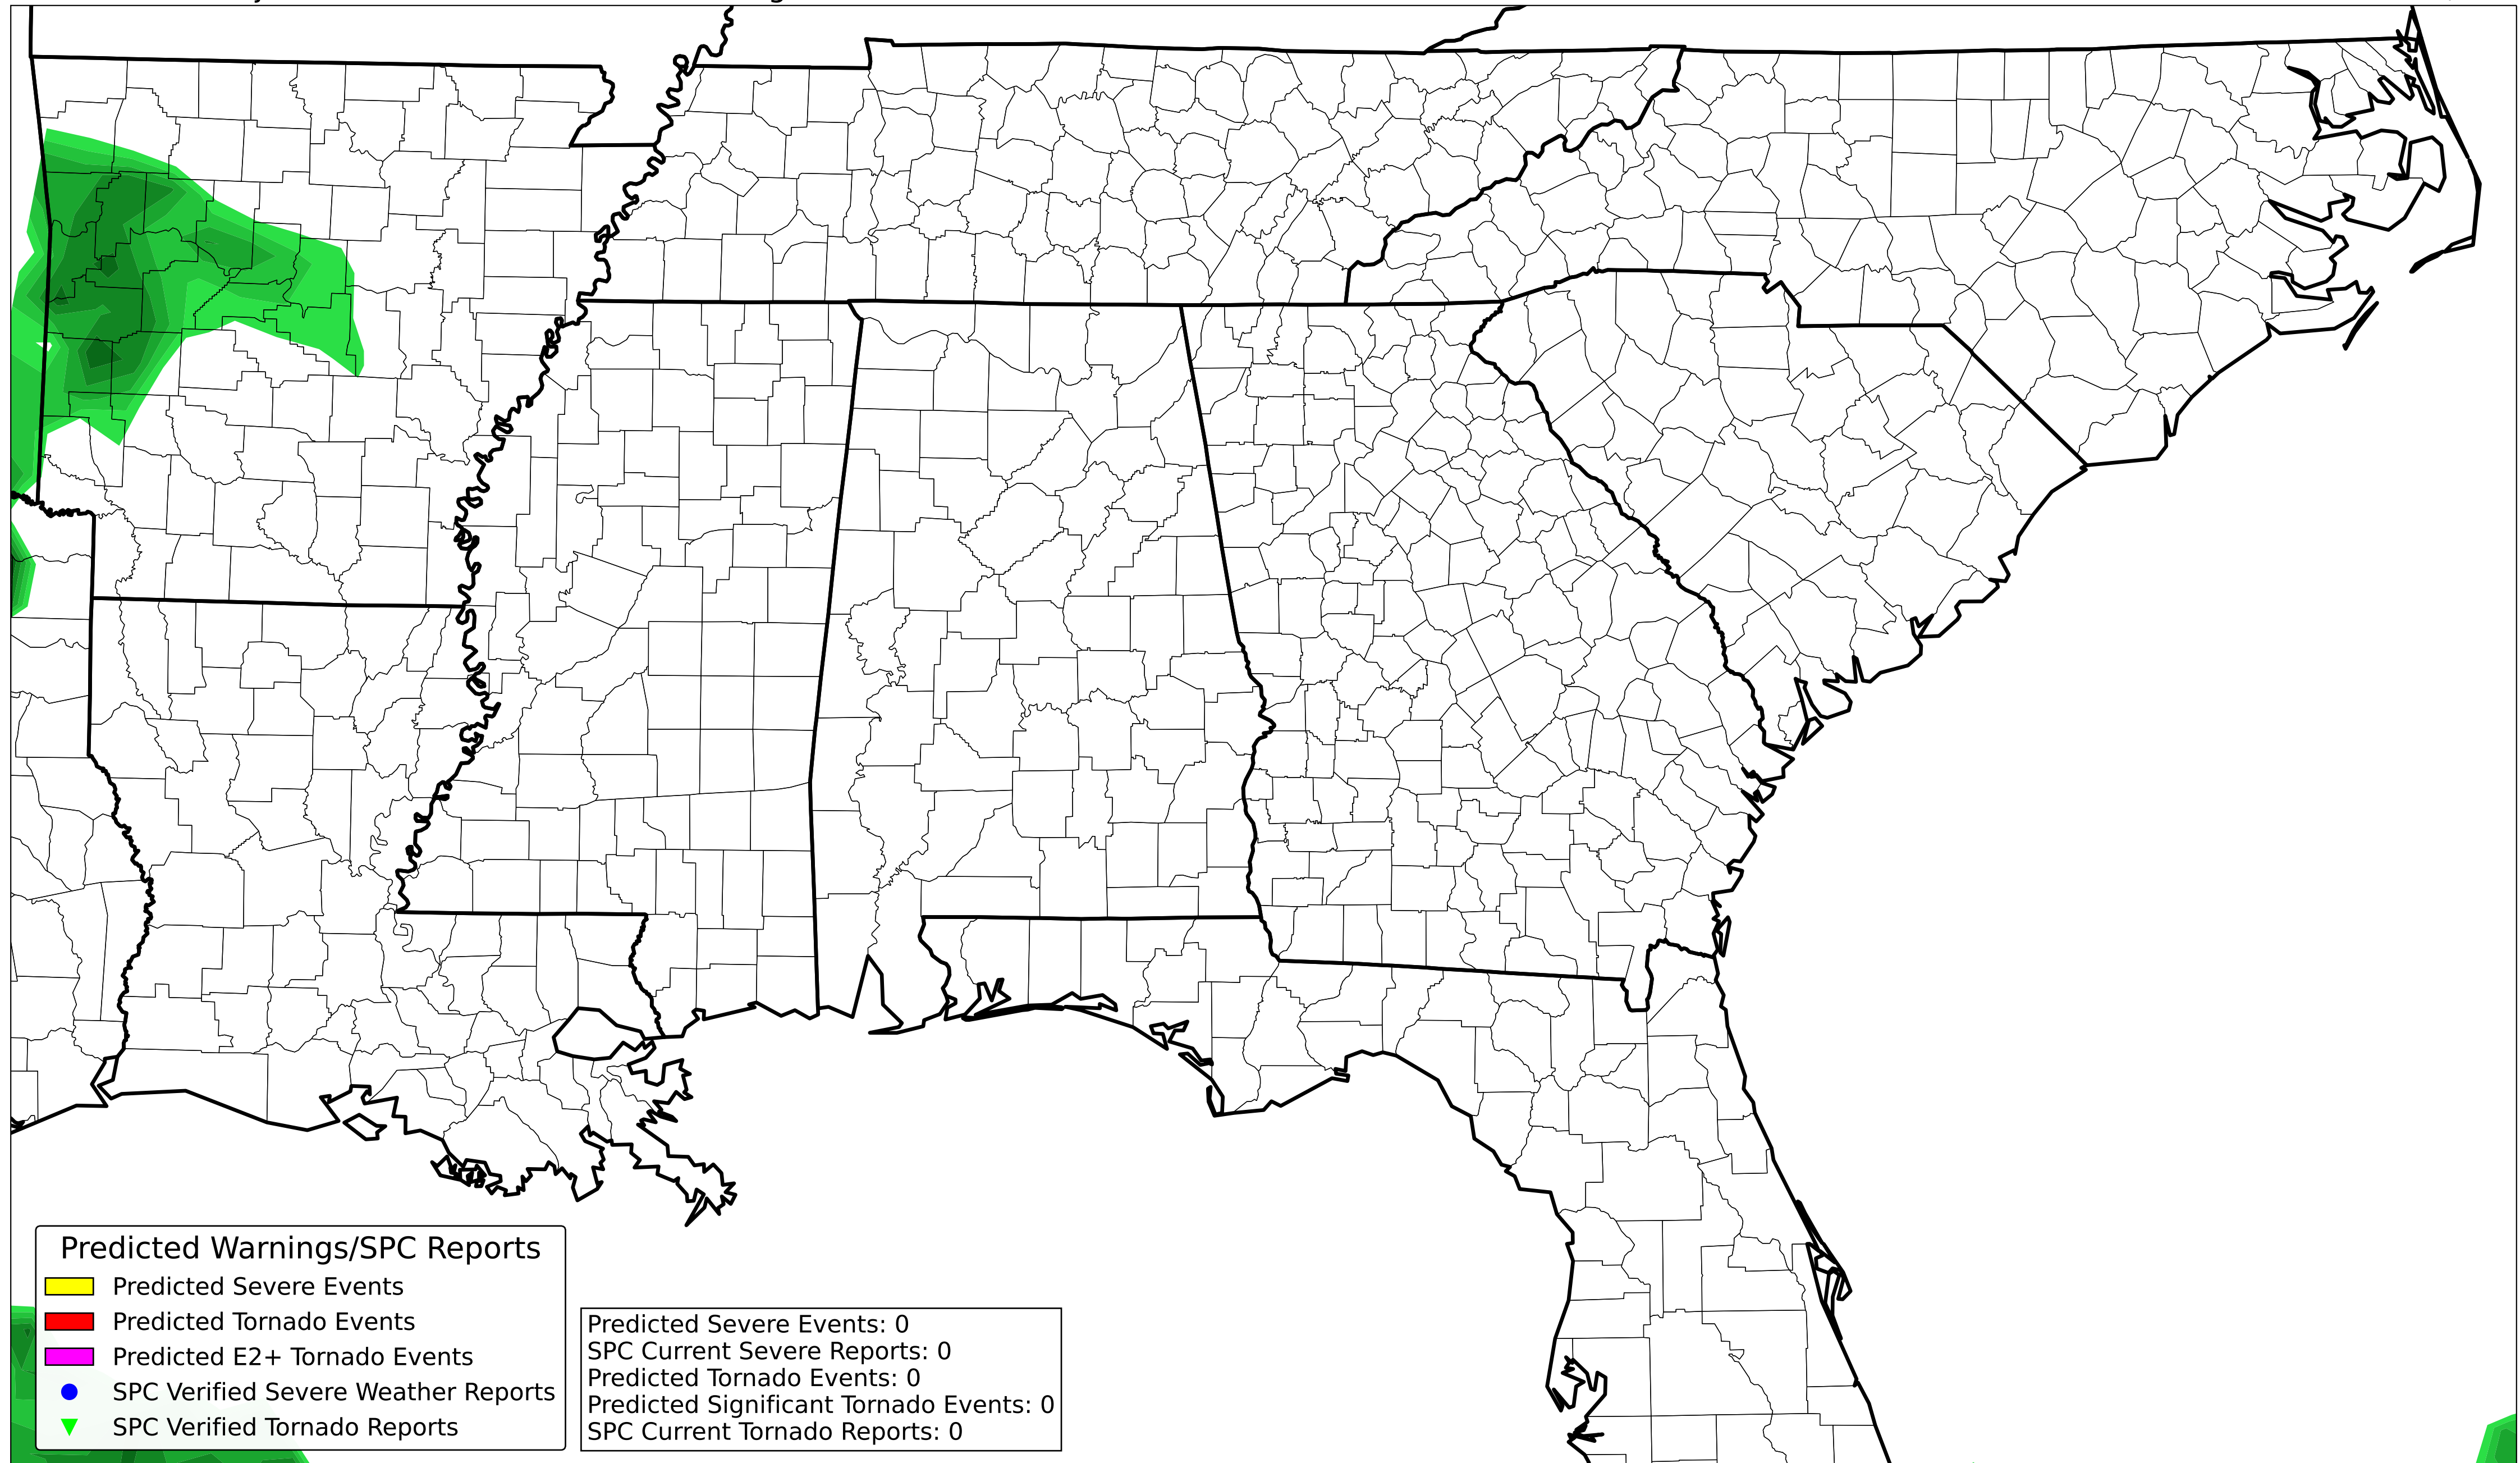 Predicted Warnings/SPC Reports
Predicted Severe Events
Predicted Tornado Events
Predicted E2+ Tornado Events
SPC Verified Severe Weather Reports
SPC Verified Tornado Reports
Predicted Severe Events: 0
SPC Current Severe Reports: 0
Predicted Tornado Events: 0
Predicted Significant Tornado Events: 0
SPC Current Tornado Reports: 0